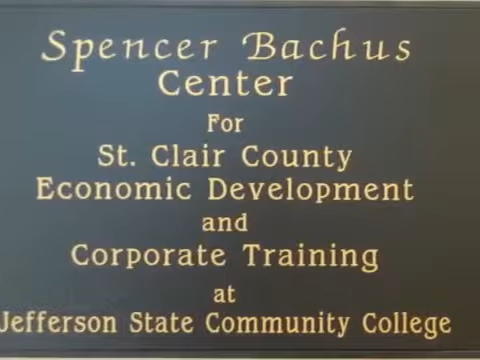 Spencer Bachus
Center
For
St. Clair County
Economic Development
and
Corporate Training
at
Jefferson State Community College